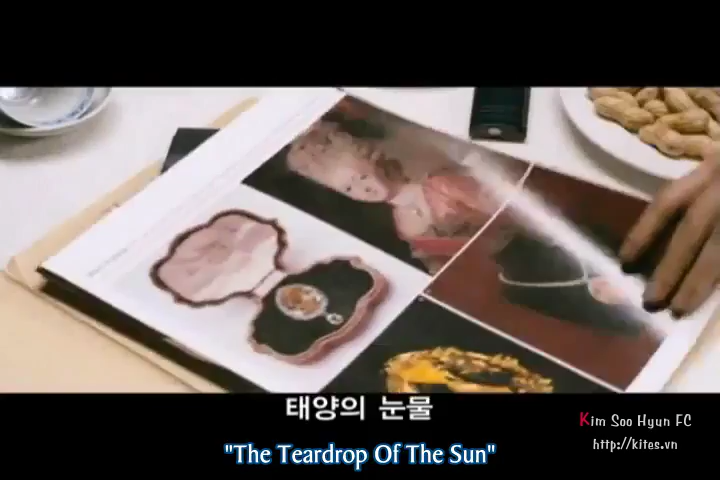 태양의 눈물
"The Teardrop Of The Sun"
Kim Soo Hyun FC
http://kites.vn